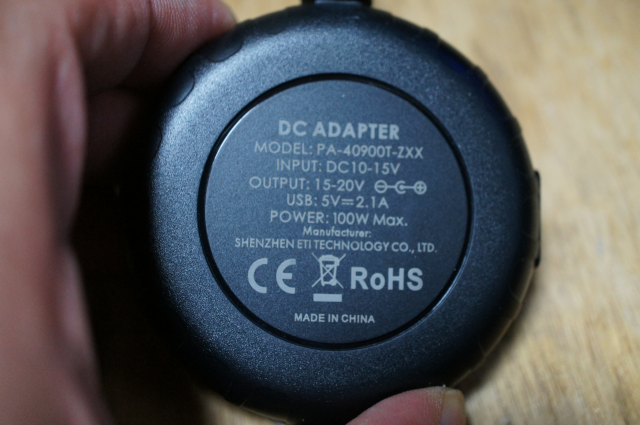 DC ADAPTER
MODEL: PA-40900T-ZXX
INPUT: DC10-15V
OUTPUT: 15-20V
USB: 5V⎓2.1A
POWER: 100W Max.
Manufacturer:
SHENZHEN ETI TECHNOLOGY CO., LTD.
CE RoHS
MADE IN CHINA